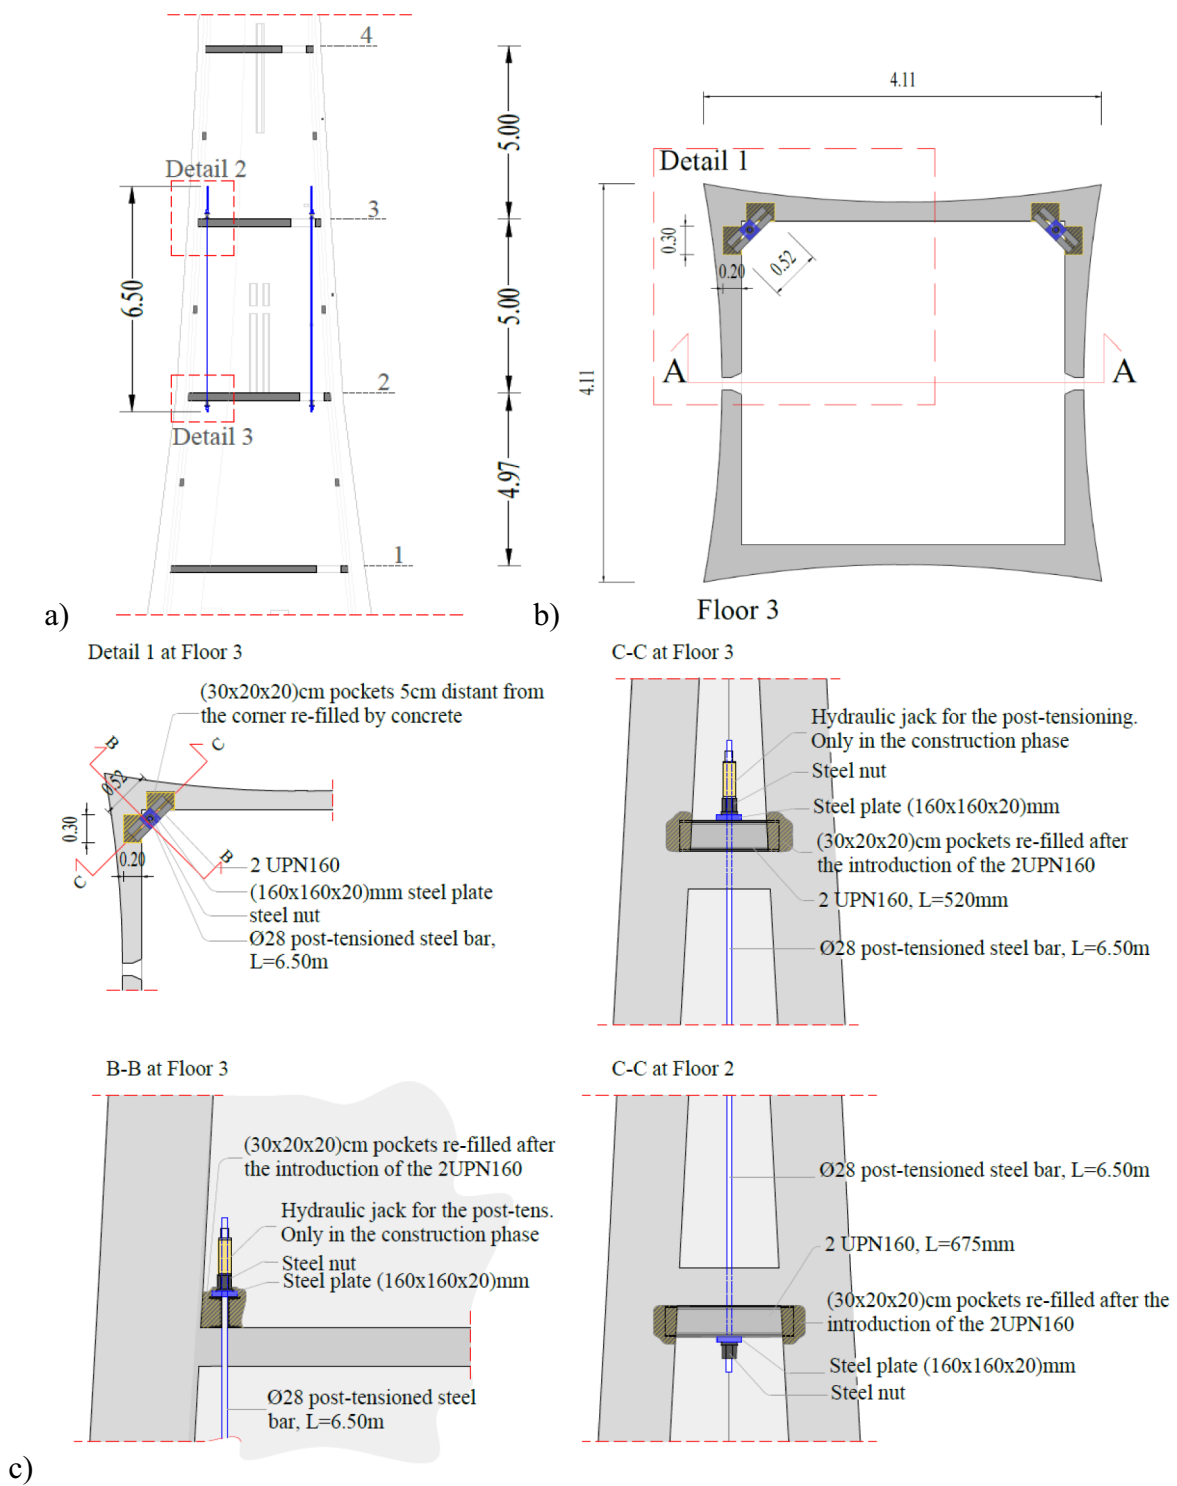 4
5.00
Detail 2
3
6.50
5.00
2
Detail 3
4.97
1
a)
4.11
Detail 1
0.30
0.20
0.52
A
A
4.11
b)
Floor 3
Detail 1 at Floor 3
(30x20x20)cm pockets 5cm distant from
the corner re-filled by concrete
B
C
0.52
0.30
0.20
B
C
2 UPN160
(160x160x20)mm steel plate
steel nut
Ø28 post-tensioned steel bar,
L=6.50m
C-C at Floor 3
Hydraulic jack for the post-tensioning.
Only in the construction phase
Steel nut
Steel plate (160x160x20)mm
(30x20x20)cm pockets re-filled after
the introduction of the 2UPN160
2 UPN160, L=520mm
Ø28 post-tensioned steel bar, L=6.50m
B-B at Floor 3
(30x20x20)cm pockets re-filled after
the introduction of the 2UPN160
Hydraulic jack for the post-tens.
Only in the construction phase
Steel nut
Steel plate (160x160x20)mm
Ø28 post-tensioned steel
bar, L=6.50m
C-C at Floor 2
Ø28 post-tensioned steel bar, L=6.50m
2 UPN160, L=675mm
(30x20x20)cm pockets re-filled after the
introduction of the 2UPN160
Steel plate (160x160x20)mm
Steel nut
c)